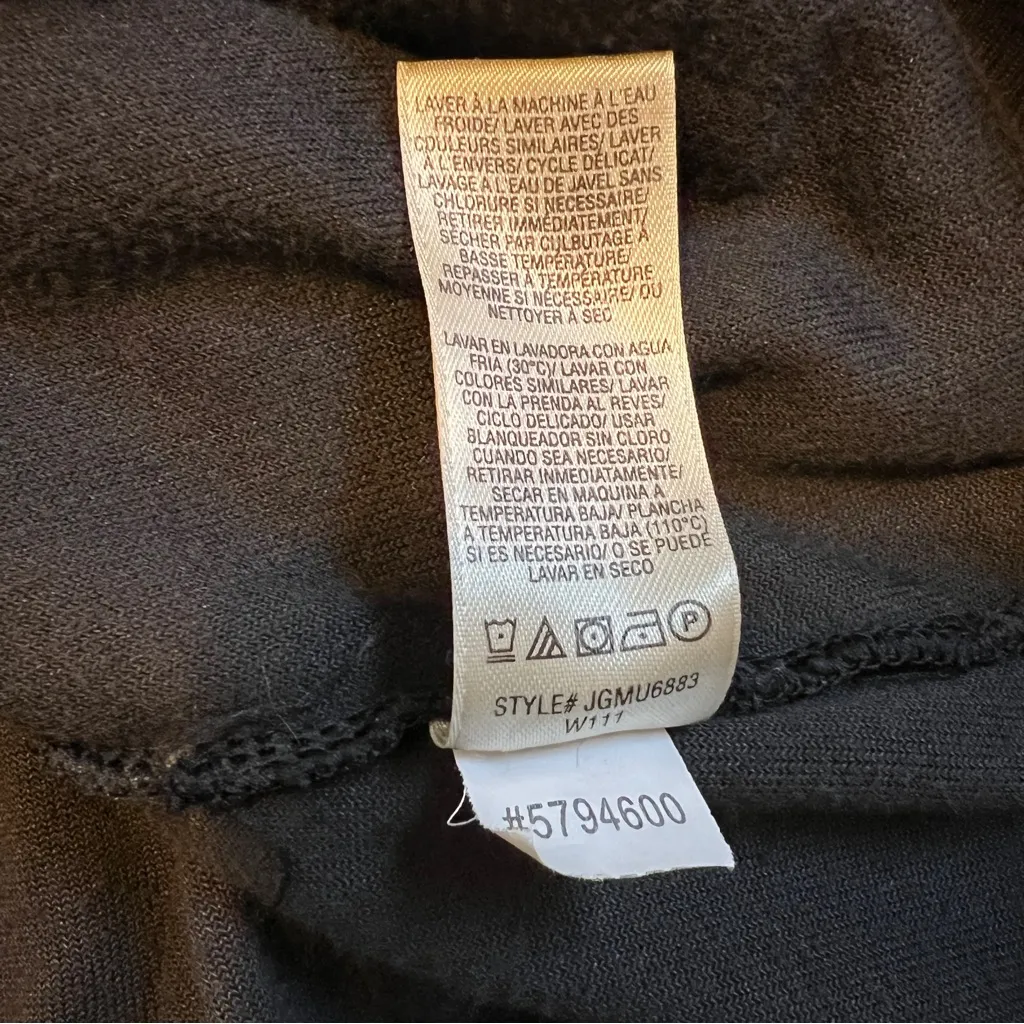 LAVER À LA MACHINE À L'EAU
FROIDE/ LAVER AVEC DES
COULEURS SIMILAIRES/ LAVER
À L'ENVERS/ CYCLE DÉLICAT/
LAVAGE À L'EAU DE JAVEL SANS
CHLORURE SI NECESSAIRE/
RETIRER IMMÉDIATEMENT/
SÉCHER PAR CULBUTAGE À
BASSE TEMPÉRATURE/
REPASSER À TEMPÉRATURE
MOYENNE SI NÉCESSAIRE/ OU
NETTOYER À SEC
LAVAR EN LAVADORA CON AGUA
FRIA (30°C)/ LAVAR CON
COLORES SIMILARES/ LAVAR
CON LA PRENDA AL REVES/
CICLO DELICADO/ USAR
BLANQUEADOR SIN CLORO
CUANDO SEA NECESARIO/
RETIRAR INMEDIATAMENTE/
SECAR EN MAQUINA A
TEMPERATURA BAJA/ PLANCHA
A TEMPERATURA BAJA (110°C)
SI ES NECESARIO/ O SE PUEDE
LAVAR EN SECO
P
STYLE# JGMU6883
W111
#5794600